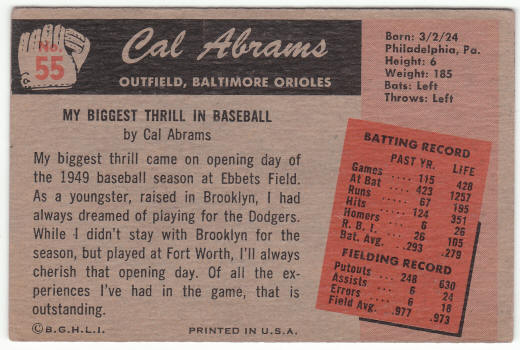 No.
55
Cal Abrams
OUTFIELD, BALTIMORE ORIOLES
Born: 3/2/24
Philadelphia, Pa.
Height: 6
Weight: 185
Bats: Left
Throws: Left
MY BIGGEST THRILL IN BASEBALL
by Cal Abrams
My biggest thrill came on opening day of
the 1949 baseball season at Ebbets Field.
As a youngster, raised in Brooklyn, I had
always dreamed of playing for the Dodgers.
While I didn't stay with Brooklyn for the
season, but played at Fort Worth, I'll always
cherish that opening day. Of all the ex-
periences I've had in the game, that is
outstanding.
©B.G.H.L.I.
PRINTED IN U.S.A.
BATTING RECORD
PAST YR. LIFE
Games 115 428
At Bat 423 1257
Runs 67 195
Hits 124 351
Homers 6 26
R. B. I. 26 105
Bat. Avg. .293 .279
FIELDING RECORD
Putouts 248 630
Assists 6 24
Errors 6 18
Field Avg. .977 .973